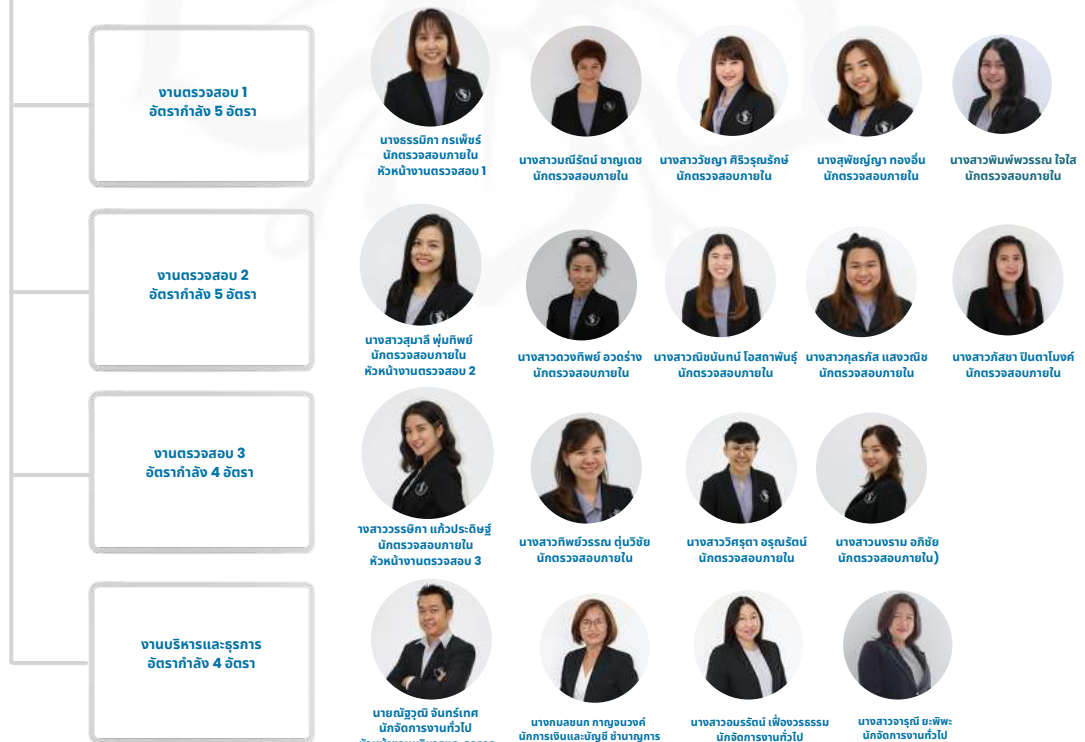 งานตรวจสอบ 1
อัตรากำลัง 5 อัตรา
นางธรรมิกา กรเพ็ชร์
นักตรวจสอบภายใน
หัวหน้างานตรวจสอบ 1
นางสาวมณีรัตน์ ชาญเดช
นักตรวจสอบภายใน
นางสาววัชญา ศิริวรุณรักษ์
นักตรวจสอบภายใน
นางสุพัชญ์ญา ทองอื่น
นักตรวจสอบภายใน
นางสาวพิมพ์พวรรณ ใจใส
นักตรวจสอบภายใน
งานตรวจสอบ 2
อัตรากำลัง 5 อัตรา
นางสาวสุมาลี พุ่มทิพย์
นักตรวจสอบภายใน
หัวหน้างานตรวจสอบ 2
นางสาวดวงทิพย์ อวดร่าง
นักตรวจสอบภายใน
นางสาวณิชนันทน์ โอสถาพันธุ์
นักตรวจสอบภายใน
นางสาวกุลรภัส แสงวณิช
นักตรวจสอบภายใน
นางสาวภัสชา ปินตาโมงค์
นักตรวจสอบภายใน
งานตรวจสอบ 3
อัตรากำลัง 4 อัตรา
างสาววรรษิกา แก้วประดิษฐ์
นักตรวจสอบภายใน
หัวหน้างานตรวจสอบ 3
นางสาวทิพย์วรรณ ตุ่นวิชัย
นักตรวจสอบภายใน
นางสาววิศรุตา อรุณรัตน์
นักตรวจสอบภายใน
นางสาวนงราม อภิชัย
นักตรวจสอบภายใน)
งานบริหารและธุรการ
อัตรากำลัง 4 อัตรา
นายณัฐวุฒิ จันทร์เทศ
นักจัดการงานทั่วไป
นางกมลชนก กาญจนวงค์
นักการเงินและบัญชี ชำนาญการ
นางสาวอมรรัตน์ เฟื่องวรธรรม
นักจัดการงานทั่วไป
นางสาวจารุณี ยะพิพะ
นักจัดการงานทั่วไป